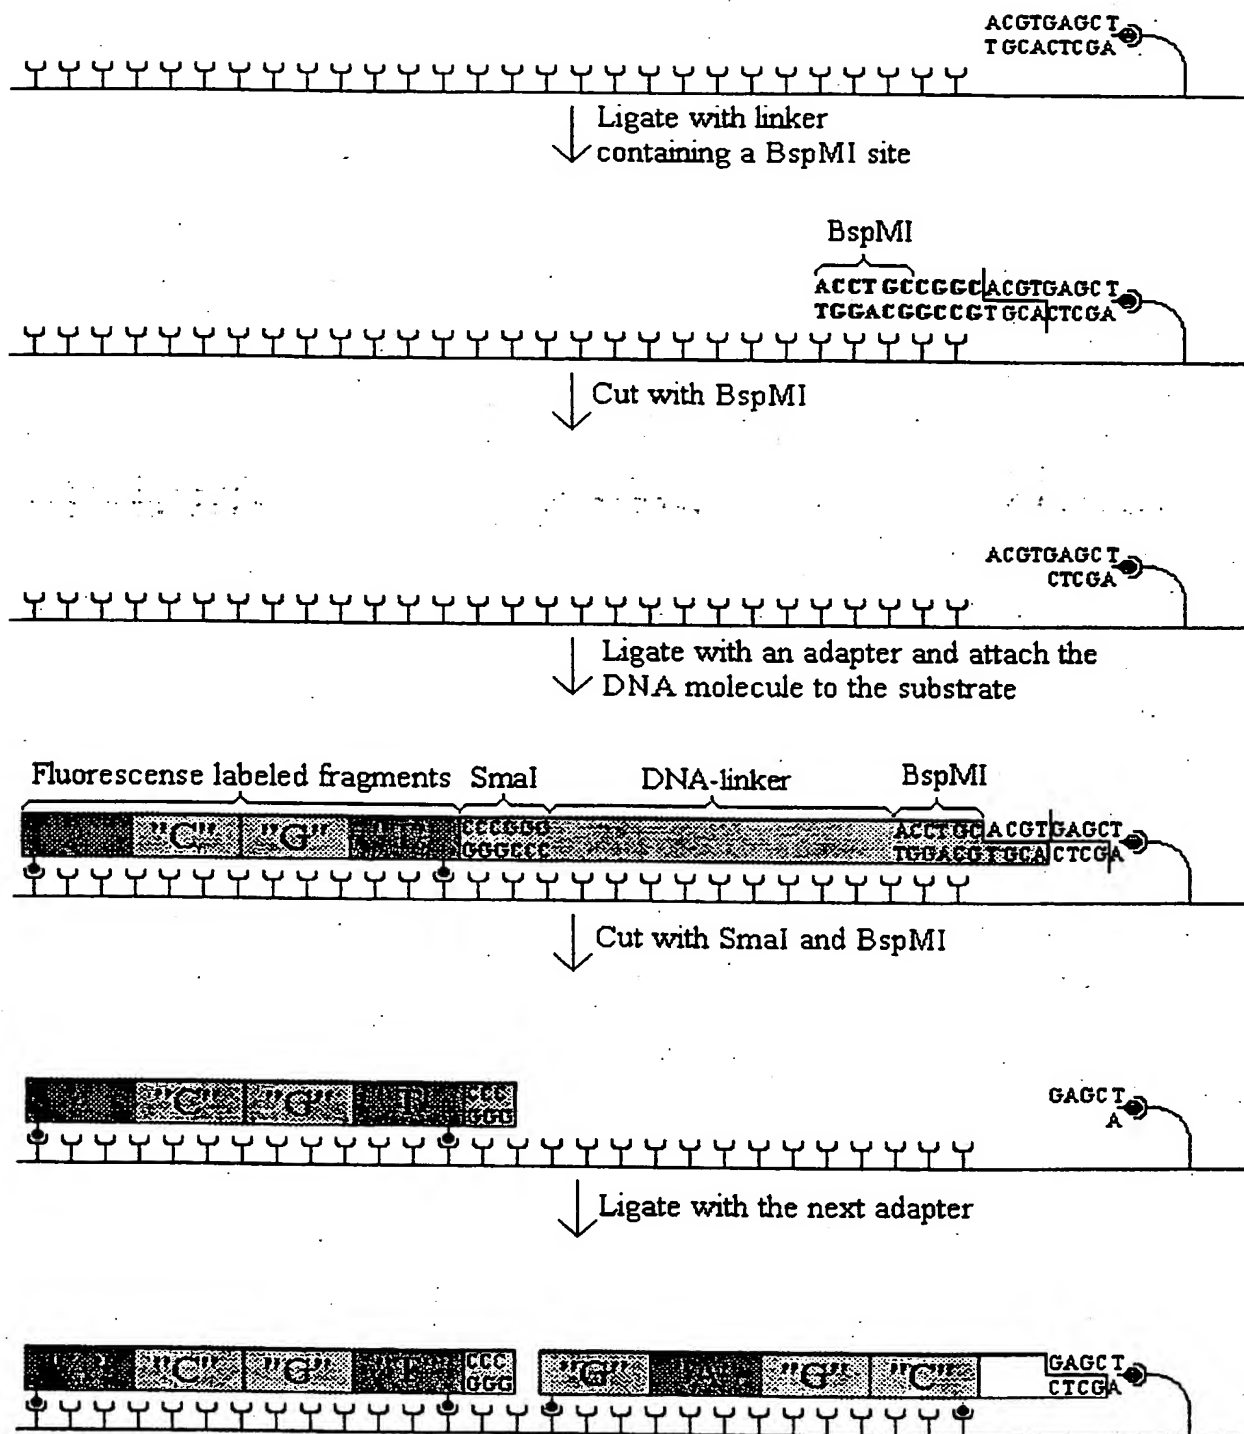 ACGTGAGCT
TGCACTCGA
Ligate with linker
containing a BspMI site
BspMI
ACCTGCCGGCACGTGAGCT
TGGACGGCCGTGCACTCGA
Cut with BspMI
ACGTGAGCT
CTCGA
Ligate with an adapter and attach the
DNA molecule to the substrate
Fluorescense labeled fragments SmaI DNA-linker BspMI
"C" "G" CCCGGG ACCTGCACGTGAGCT
GGGCCC TGGACGTGCACTCGA
Cut with SmaI and BspMI
"C" "G" CCC GAGCT
GGG A
Ligate with the next adapter
"C" "G" "T" CCC "G" "A" "G" "C" GAGCT
GGG CTCGA